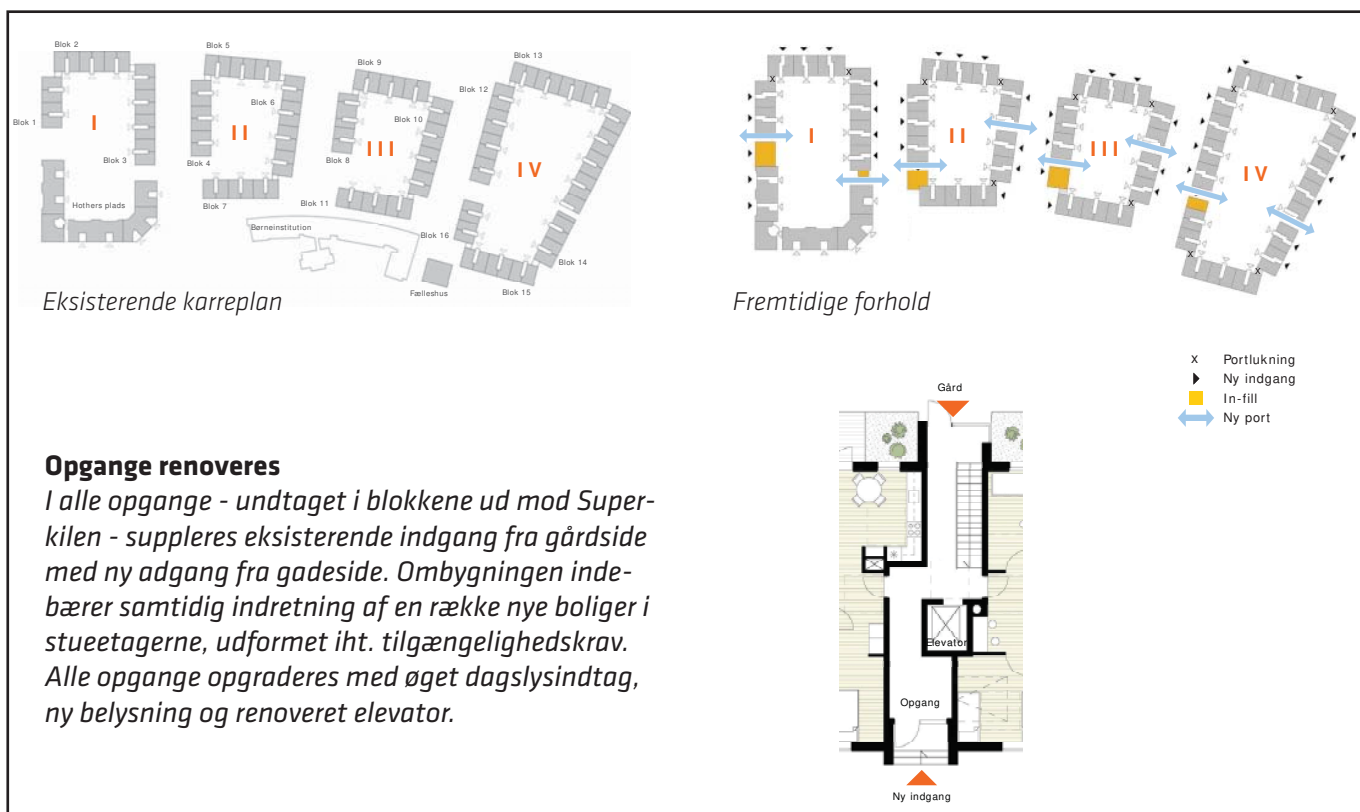 Blok 2
Blok 5
Blok 9
Blok 13
Blok 1
I
Blok 3
Hothers plads
Blok 6
II
Blok 4
Blok 7
Blok 10
III
Blok 8
Blok 11
Blok 12
IV
Blok 16
Blok 14
Blok 15
Børneinstitution
Fælleshus
Eksisterende karreplan
I
II
III
IV
x
x
x
x
x
x
x
x
x
x
x
Fremtidige forhold
x Portlukning
Ny indgang
In-fill
Ny port
Opgange renoveres
I alle opgange - undtaget i blokkene ud mod Super-
kilen - suppleres eksisterende indgang fra gårdside
med ny adgang fra gadeside. Ombygningen inde-
bærer samtidig indretning af en række nye boliger i
stueetagerne, udformet iht. tilgængelighedskrav.
Alle opgange opgraderes med øget dagslysindtag,
ny belysning og renoveret elevator.
Gård
Elevator
Opgang
Ny indgang